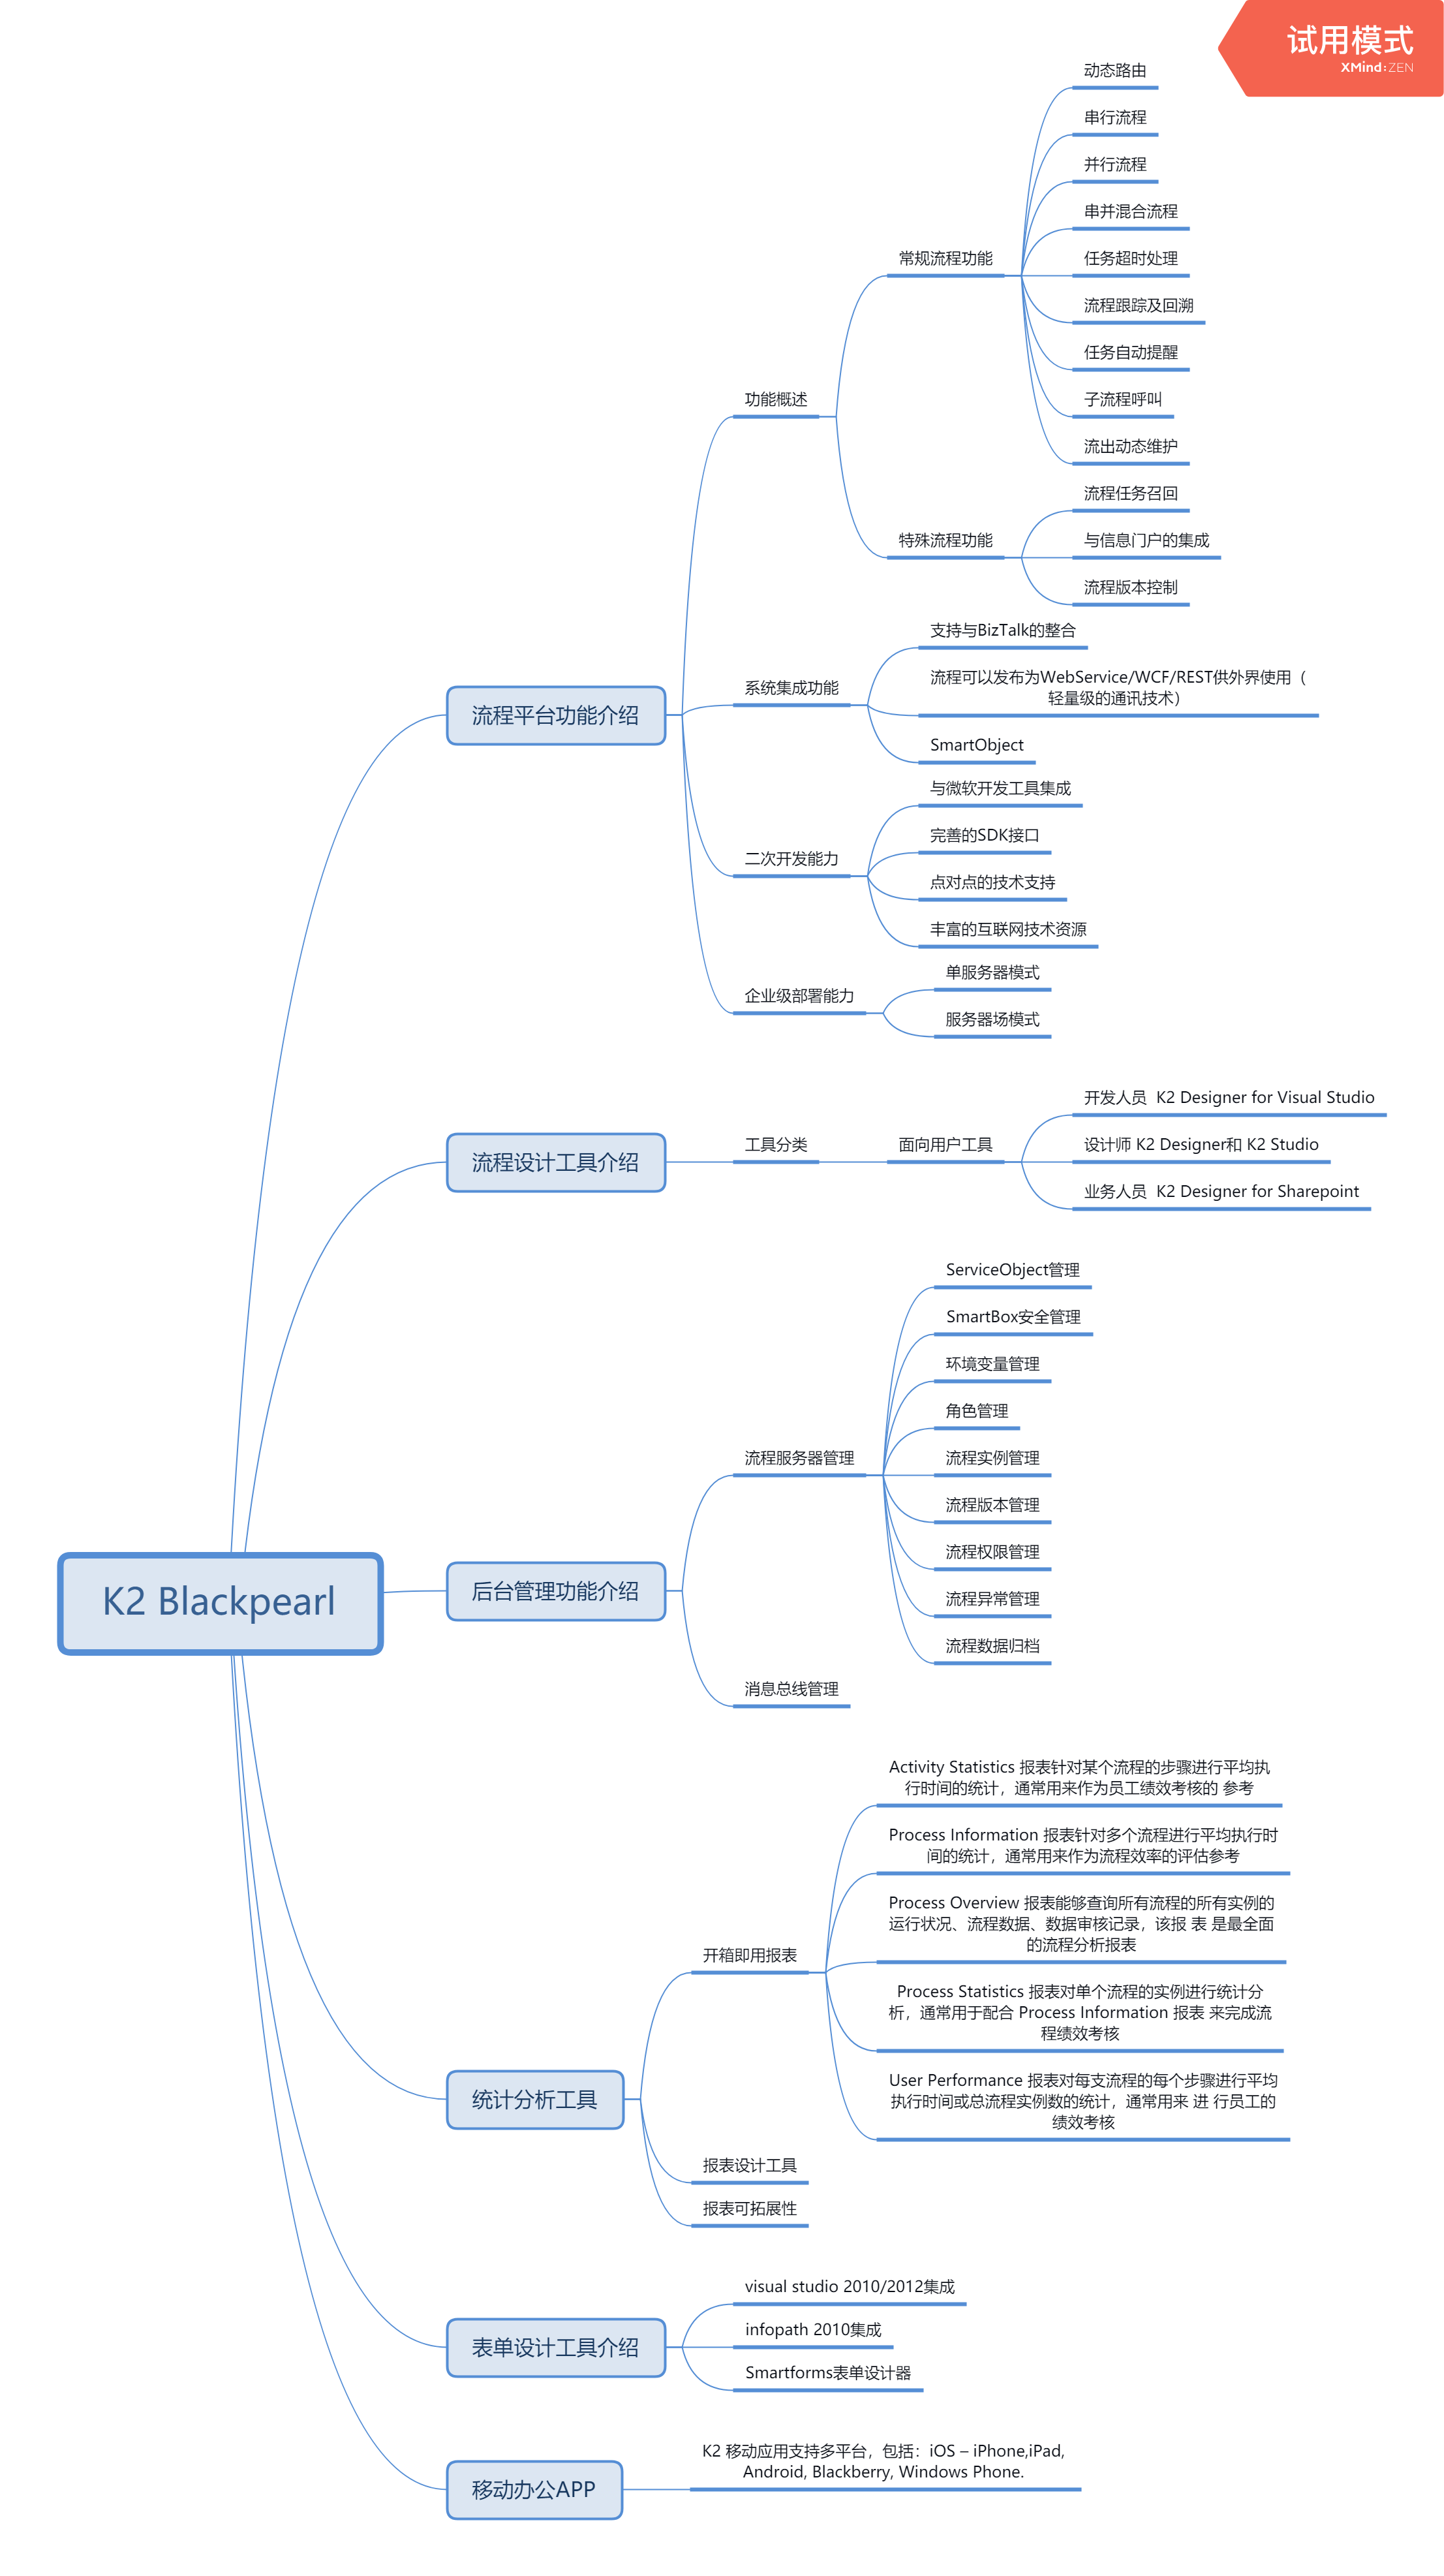 试用模式
XMind:ZEN
K2 Blackpearl
流程平台功能介绍
功能概述
常规流程功能
动态路由
串行流程
并行流程
串并混合流程
任务超时处理
流程跟踪及回溯
任务自动提醒
子流程呼叫
流出动态维护
特殊流程功能
流程任务召回
与信息门户的集成
流程版本控制
系统集成功能
支持与BizTalk的整合
流程可以发布为WebService/WCF/REST供外界使用（
轻量级的通讯技术）
SmartObject
二次开发能力
与微软开发工具集成
完善的SDK接口
点对点的技术支持
丰富的互联网技术资源
企业级部署能力
单服务器模式
服务器场模式
流程设计工具介绍
工具分类
面向用户工具
开发人员  K2 Designer for Visual Studio
设计师 K2 Designer和 K2 Studio
业务人员  K2 Designer for Sharepoint
后台管理功能介绍
流程服务器管理
ServiceObject管理
SmartBox安全管理
环境变量管理
角色管理
流程实例管理
流程版本管理
流程权限管理
流程异常管理
流程数据归档
消息总线管理
统计分析工具
开箱即用报表
Activity Statistics 报表针对某个流程的步骤进行平均执
行时间的统计，通常用来作为员工绩效考核的 参考
Process Information 报表针对多个流程进行平均执行时
间的统计，通常用来作为流程效率的评估参考
Process Overview 报表能够查询所有流程的所有实例的
运行状况、流程数据、数据审核记录，该报 表 是最全面
的流程分析报表
Process Statistics 报表对单个流程的实例进行统计分
析，通常用于配合 Process Information 报表 来完成流
程绩效考核
User Performance 报表对每支流程的每个步骤进行平均
执行时间或总流程实例数的统计，通常用来 进 行员工的
绩效考核
报表设计工具
报表可拓展性
表单设计工具介绍
visual studio 2010/2012集成
infopath 2010集成
Smartforms表单设计器
移动办公APP
K2 移动应用支持多平台，包括：iOS – iPhone,iPad,
Android, Blackberry, Windows Phone.